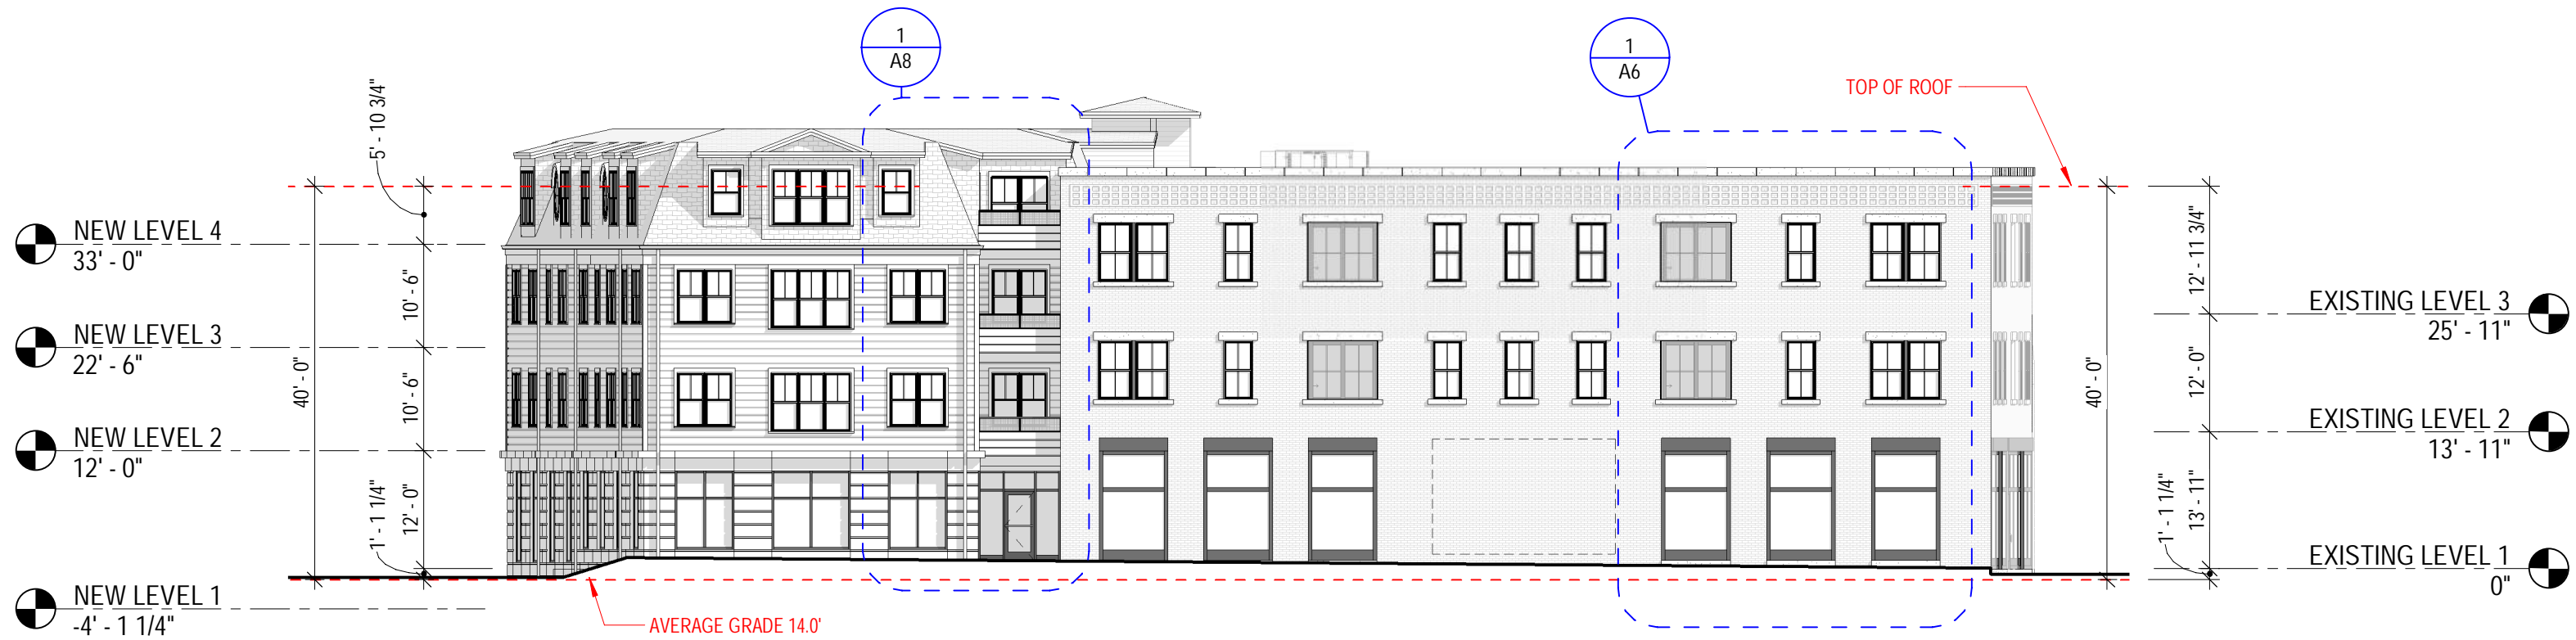 1
A8
1
A6
TOP OF ROOF
5' - 10 3/4"
NEW LEVEL 4
33' - 0"
10' - 6"
NEW LEVEL 3
22' - 6"
40' - 0"
10' - 6"
NEW LEVEL 2
12' - 0"
12' - 0"
1' - 1 1/4"
NEW LEVEL 1
-4' - 1 1/4"
AVERAGE GRADE 14.0'
12' - 11 3/4"
EXISTING LEVEL 3
25' - 11"
12' - 0"
40' - 0"
EXISTING LEVEL 2
13' - 11"
13' - 11"
1' - 1 1/4"
EXISTING LEVEL 1
0"